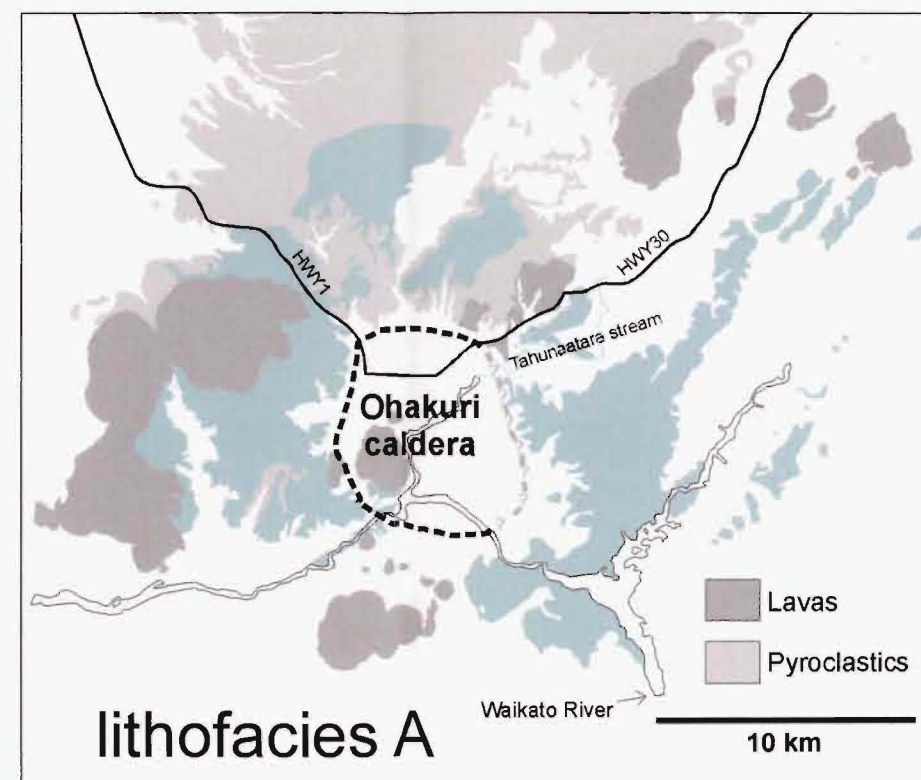 HWY1
HWY30
Tahunaatara stream
Ohakuri
caldera
Lavas
Pyroclastics
Waikato River
10 km
lithofacies A